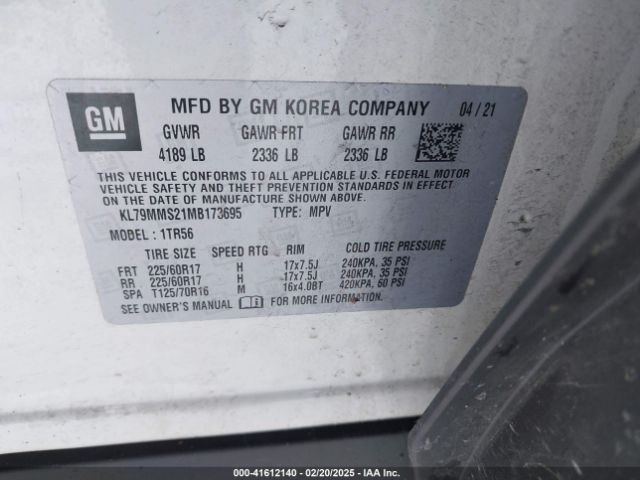 GM MFD BY GM KOREA COMPANY 04/21
GVWR GAWR FRT GAWR RR
4189 LB 2336 LB 2336 LB
THIS VEHICLE CONFORMS TO ALL APPLICABLE U.S. FEDERAL MOTOR
VEHICLE SAFETY AND THEFT PREVENTION STANDARDS IN EFFECT
ON THE DATE OF MANUFACTURE SHOWN ABOVE.
KL79MMS21MB173695 TYPE: MPV
MODEL: 1TR56
TIRE SIZE SPEED RTG RIM COLD TIRE PRESSURE
FRT 225/60R17 H 17x7.5J 240KPA, 35 PSI
RR 225/60R17 H 17x7.5J 240KPA, 35 PSI
SPA T125/70R16 M 16x4.0BT 420KPA, 60 PSI
SEE OWNER'S MANUAL FOR MORE INFORMATION.
000-41612140 - 02/20/2025 - IAA Inc.